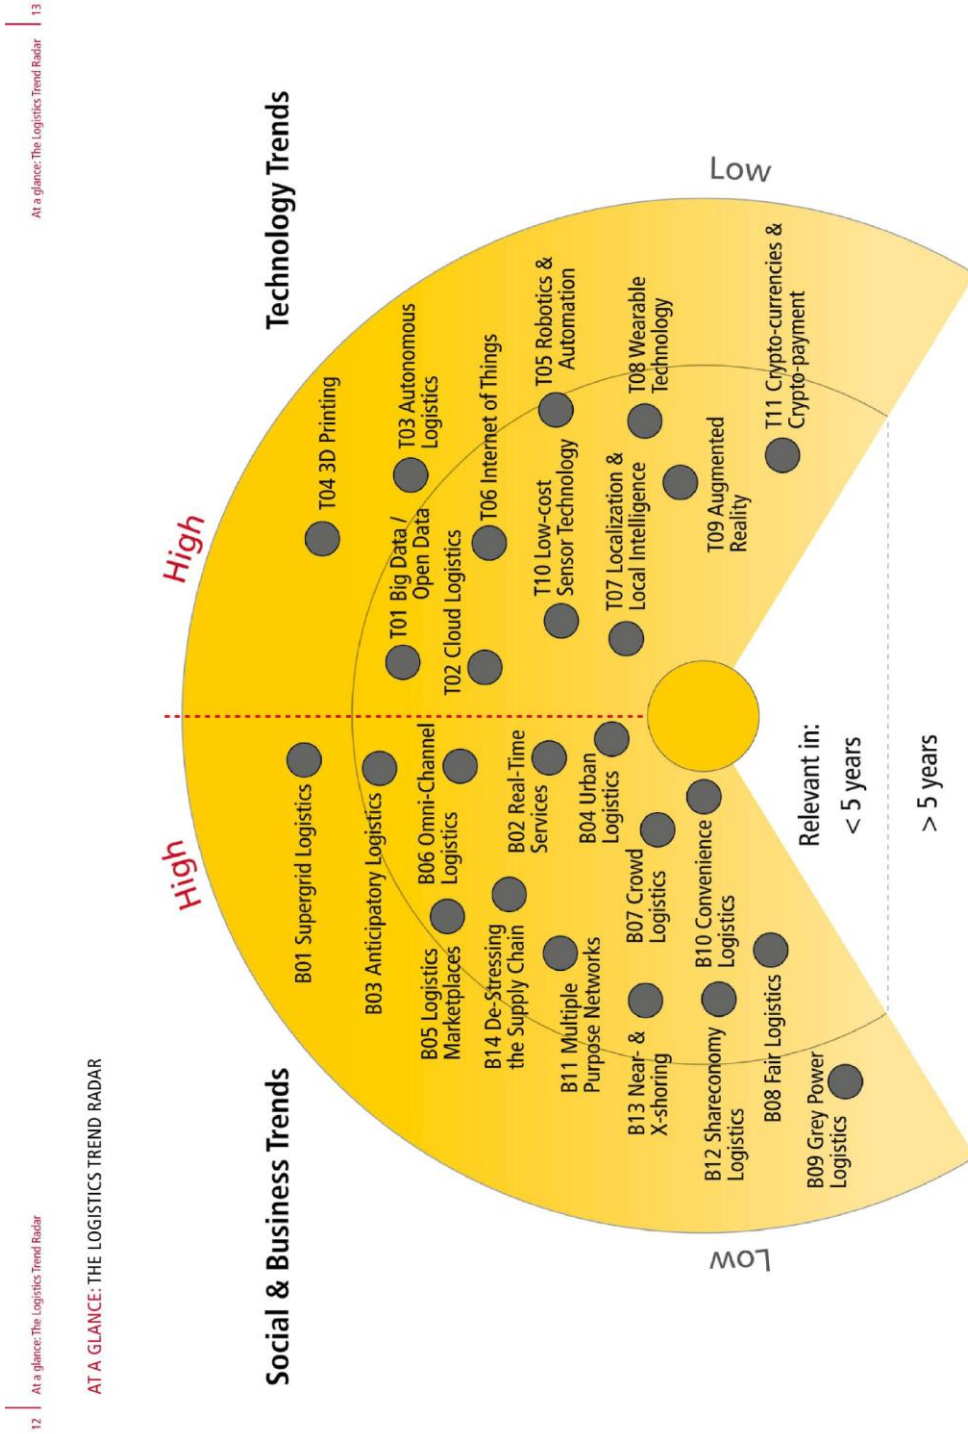 12 | At a glance: The Logistics Trend Radar
At a glance: The Logistics Trend Radar | 13
AT A GLANCE: THE LOGISTICS TREND RADAR
Social & Business Trends
Technology Trends
High
High
Low
Low
B01 Supergrid Logistics
B03 Anticipatory Logistics
B06 Omni-Channel
Logistics
B05 Logistics
Marketplaces
B14 De-Stressing
the Supply Chain
B02 Real-Time
Services
B11 Multiple
Purpose Networks
B04 Urban
Logistics
B07 Crowd
Logistics
B13 Near- &
X-shoring
B10 Convenience
Logistics
B12 Shareconomy
Logistics
B08 Fair Logistics
B09 Grey Power
Logistics
T04 3D Printing
T03 Autonomous
Logistics
T01 Big Data /
Open Data
T02 Cloud Logistics
T06 Internet of Things
T05 Robotics &
Automation
T10 Low-cost
Sensor Technology
T07 Localization &
Local Intelligence
T08 Wearable
Technology
T09 Augmented
Reality
T11 Crypto-currencies &
Crypto-payment
Relevant in:
< 5 years
> 5 years